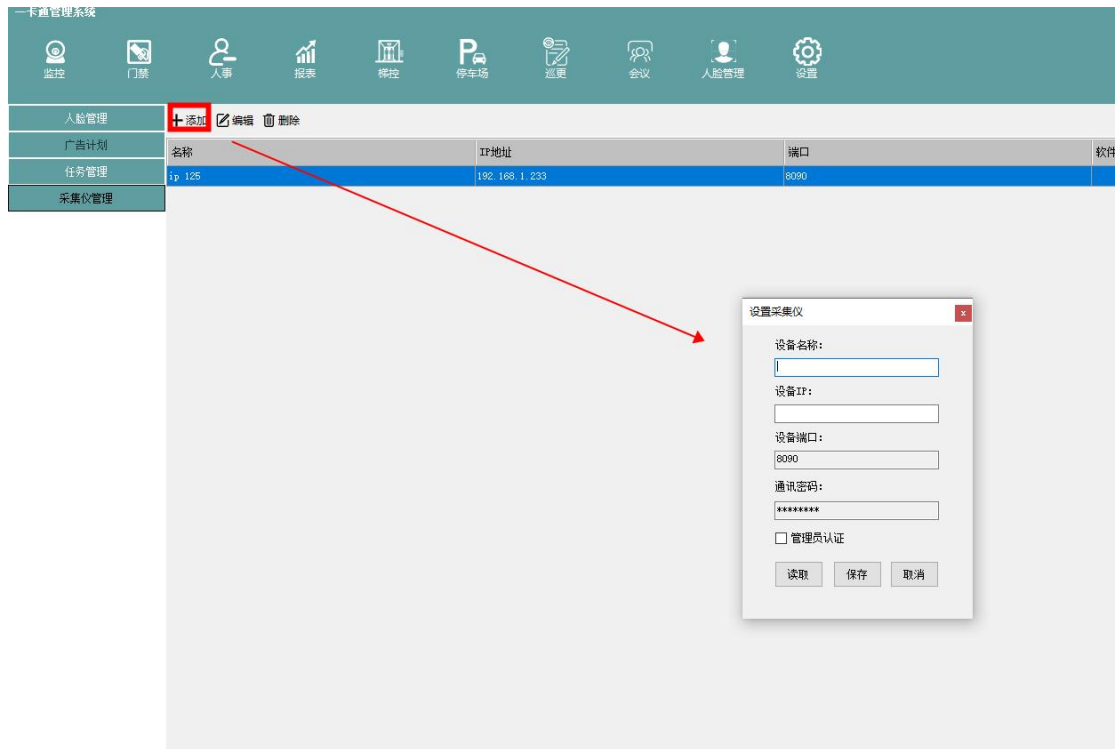 一卡通管理系统
监控 门禁 人事 报表 梯控 停车场 巡更 会议 人脸管理 设置
人脸管理
广告计划
任务管理
采集仪管理
添加 编辑 删除
名称 IP地址 端口 软件
ip 125 192.168.1.233 8090
设置采集仪 x
设备名称:
设备IP:
设备端口:
8090
通讯密码:
********
管理员认证
读取 保存 取消